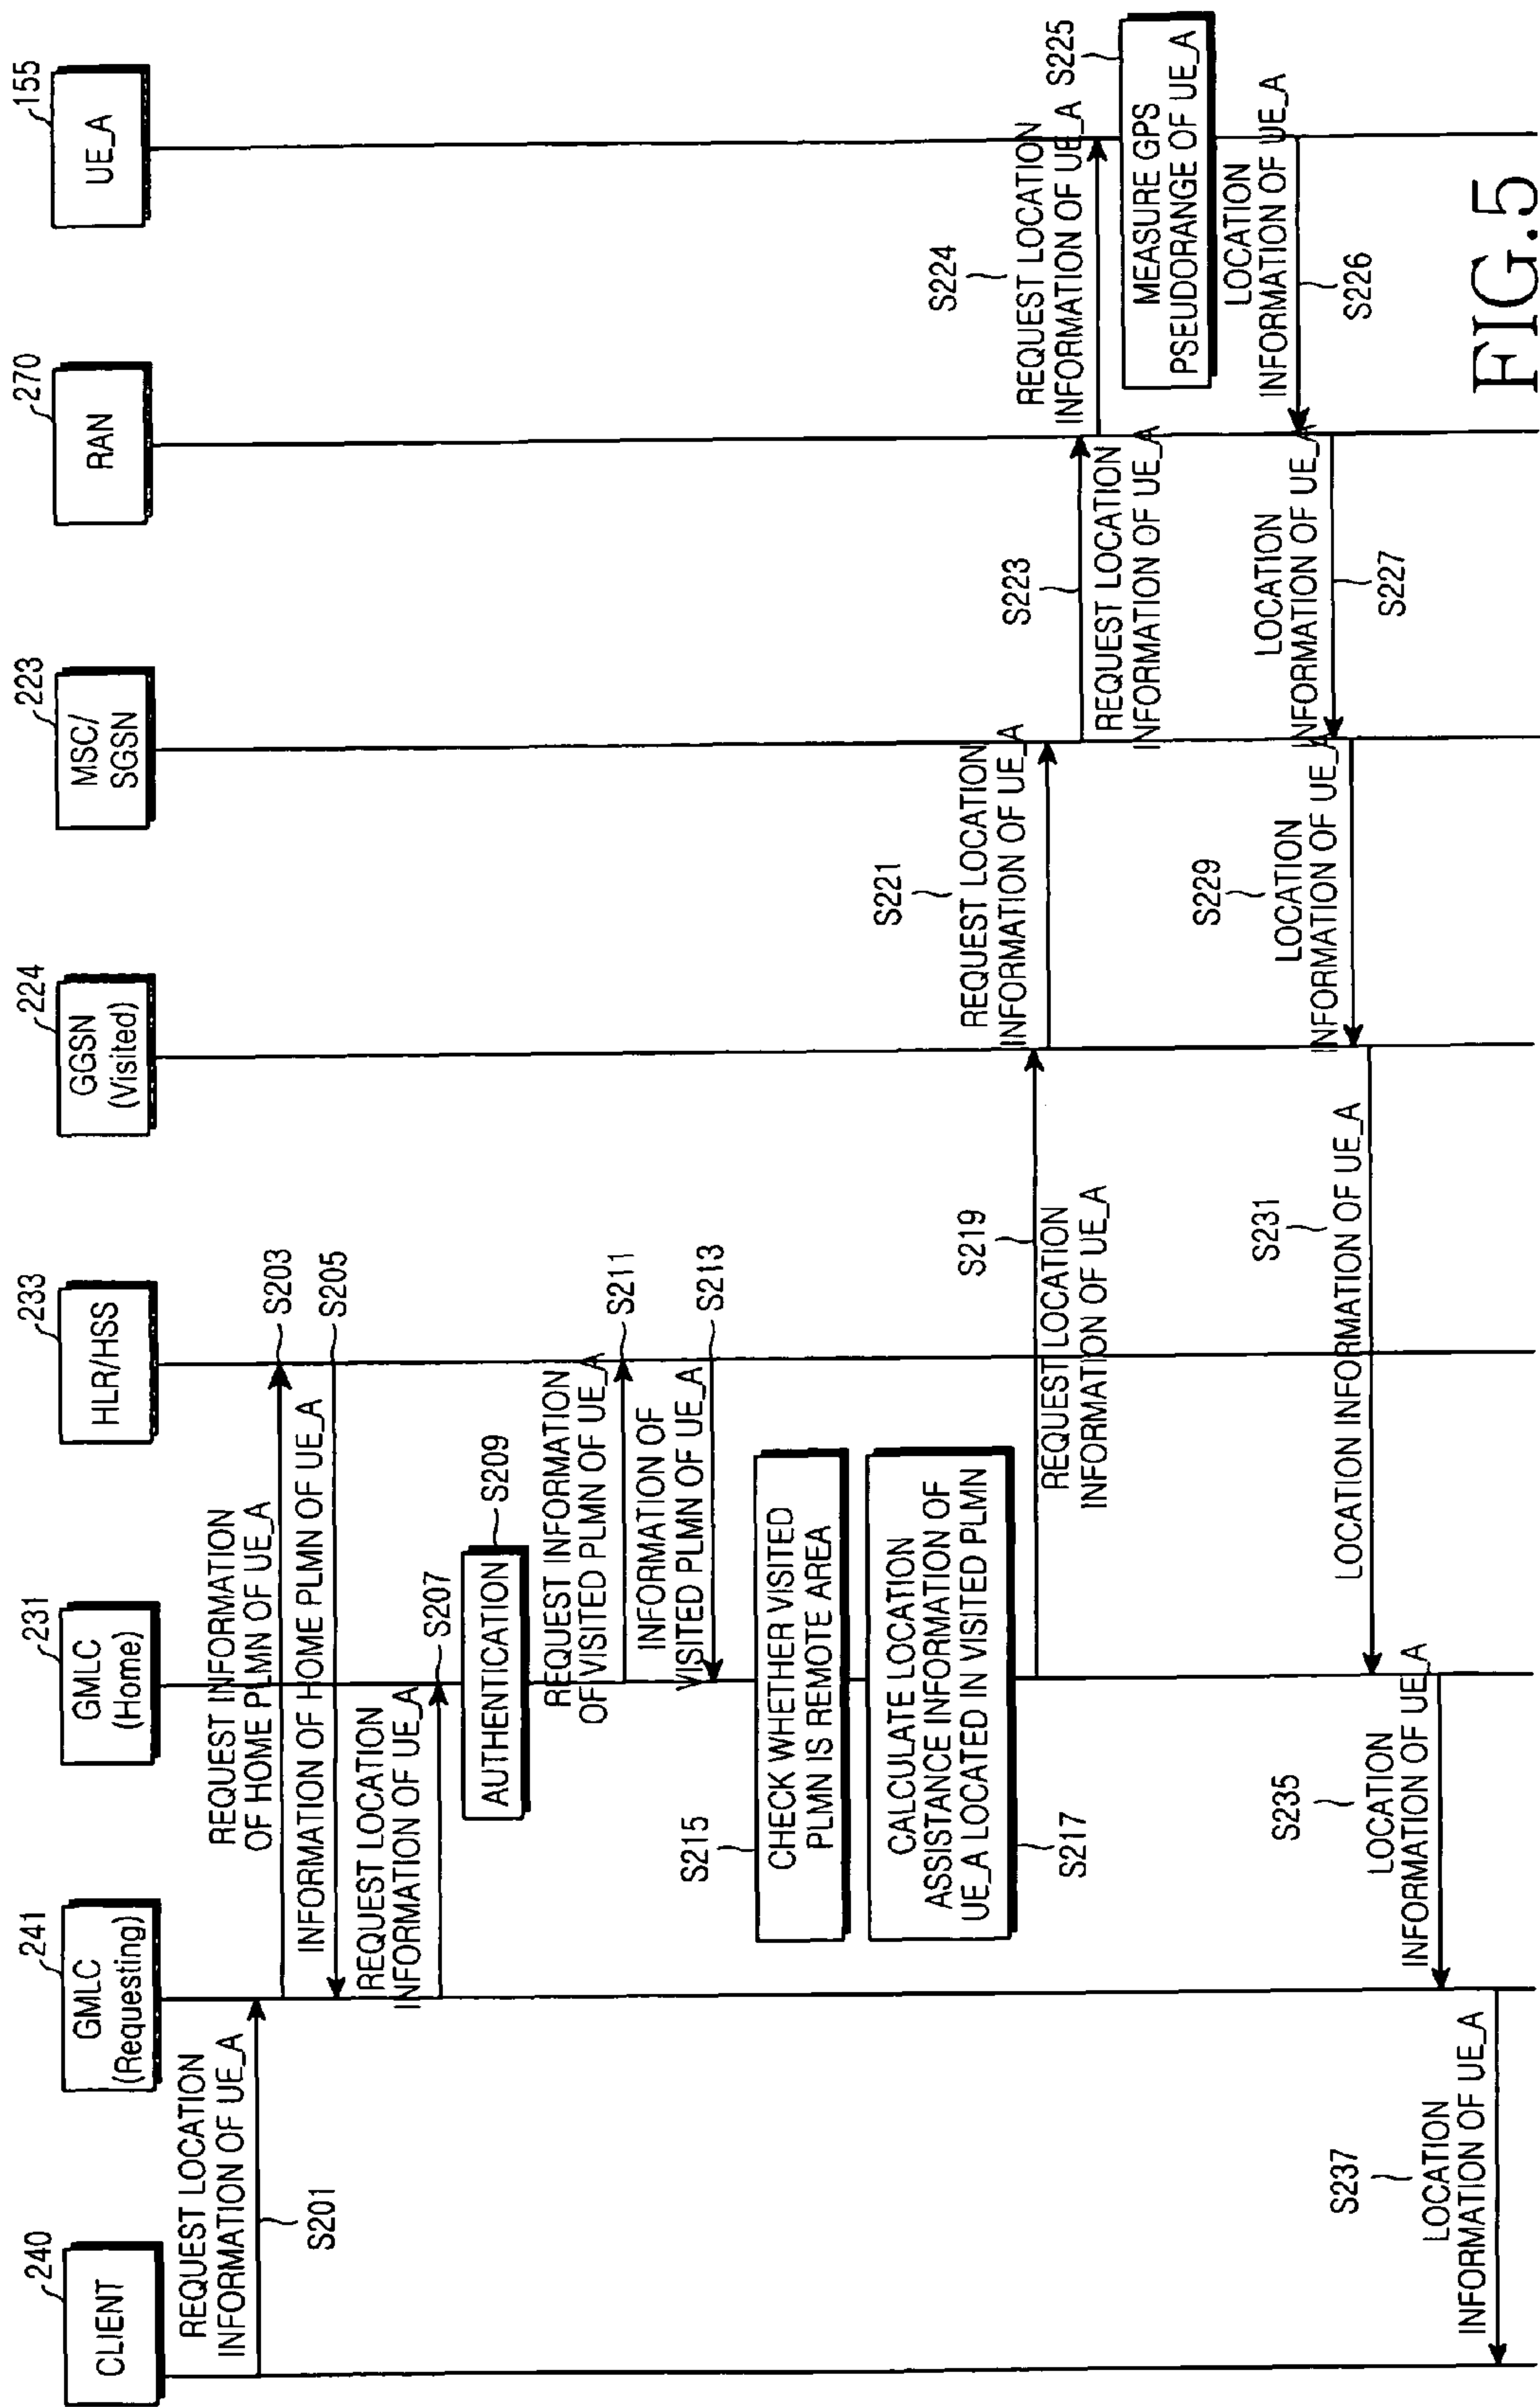 240
CLIENT
241
GMLC
(Requesting)
231
GMLC
(Home)
233
HLR/HSS
224
GGSN
(Visited)
223
MSC/
SGSN
270
RAN
155
UE_A
REQUEST LOCATION
INFORMATION OF UE_A
S201
REQUEST INFORMATION
OF HOME PLMN OF UE_A
S203
INFORMATION OF HOME PLMN OF UE_A
S205
REQUEST LOCATION
INFORMATION OF UE_A
S207
AUTHENTICATION
S209
REQUEST INFORMATION
OF VISITED PLMN OF UE_A
S211
INFORMATION OF
VISITED PLMN OF UE_A
S213
S215
CHECK WHETHER VISITED
PLMN IS REMOTE AREA
CALCULATE LOCATION
ASSISTANCE INFORMATION OF
UE_A LOCATED IN VISITED PLMN
S217
S219
REQUEST LOCATION
INFORMATION OF UE_A
S221
REQUEST LOCATION
INFORMATION OF UE_A
S223
REQUEST LOCATION
INFORMATION OF UE_A
S224
REQUEST LOCATION
INFORMATION OF UE_A
S225
MEASURE GPS
PSEUDORANGE OF UE_A
LOCATION
INFORMATION OF UE_A
S226
LOCATION
INFORMATION OF UE_A
S227
S229
LOCATION
INFORMATION OF UE_A
S231
LOCATION INFORMATION OF UE_A
S235
LOCATION
INFORMATION OF UE_A
S237
LOCATION
INFORMATION OF UE_A
FIG.5